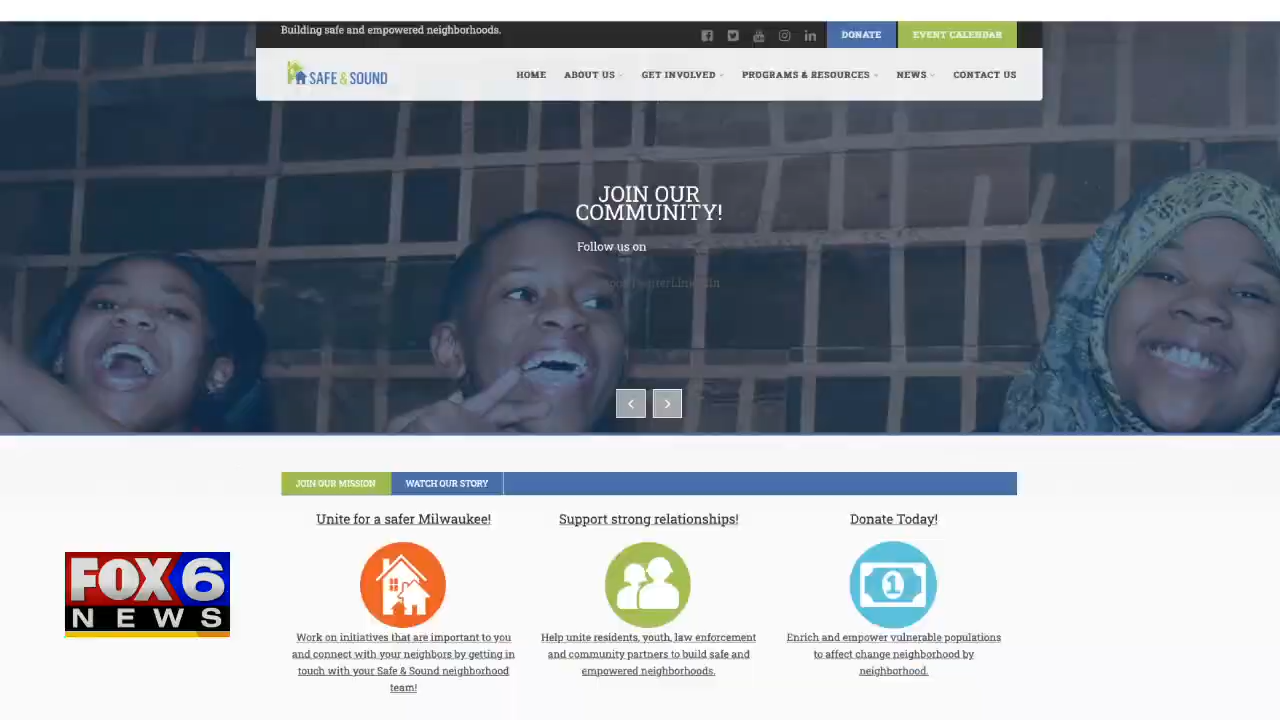 Building safe and empowered neighborhoods.
DONATE
EVENT CALENDAR
SAFE & SOUND
HOME
ABOUT US
GET INVOLVED
PROGRAMS & RESOURCES
NEWS
CONTACT US
JOIN OUR
COMMUNITY!
Follow us on
JOIN OUR MISSION
WATCH OUR STORY
Unite for a safer Milwaukee!
Support strong relationships!
Donate Today!
1
Work on initiatives that are important to you
and connect with your neighbors by getting in
touch with your Safe & Sound neighborhood
team!
Help unite residents, youth, law enforcement
and community partners to build safe and
empowered neighborhoods.
Enrich and empower vulnerable populations
to affect change neighborhood by
neighborhood.
FOX 6
NEWS